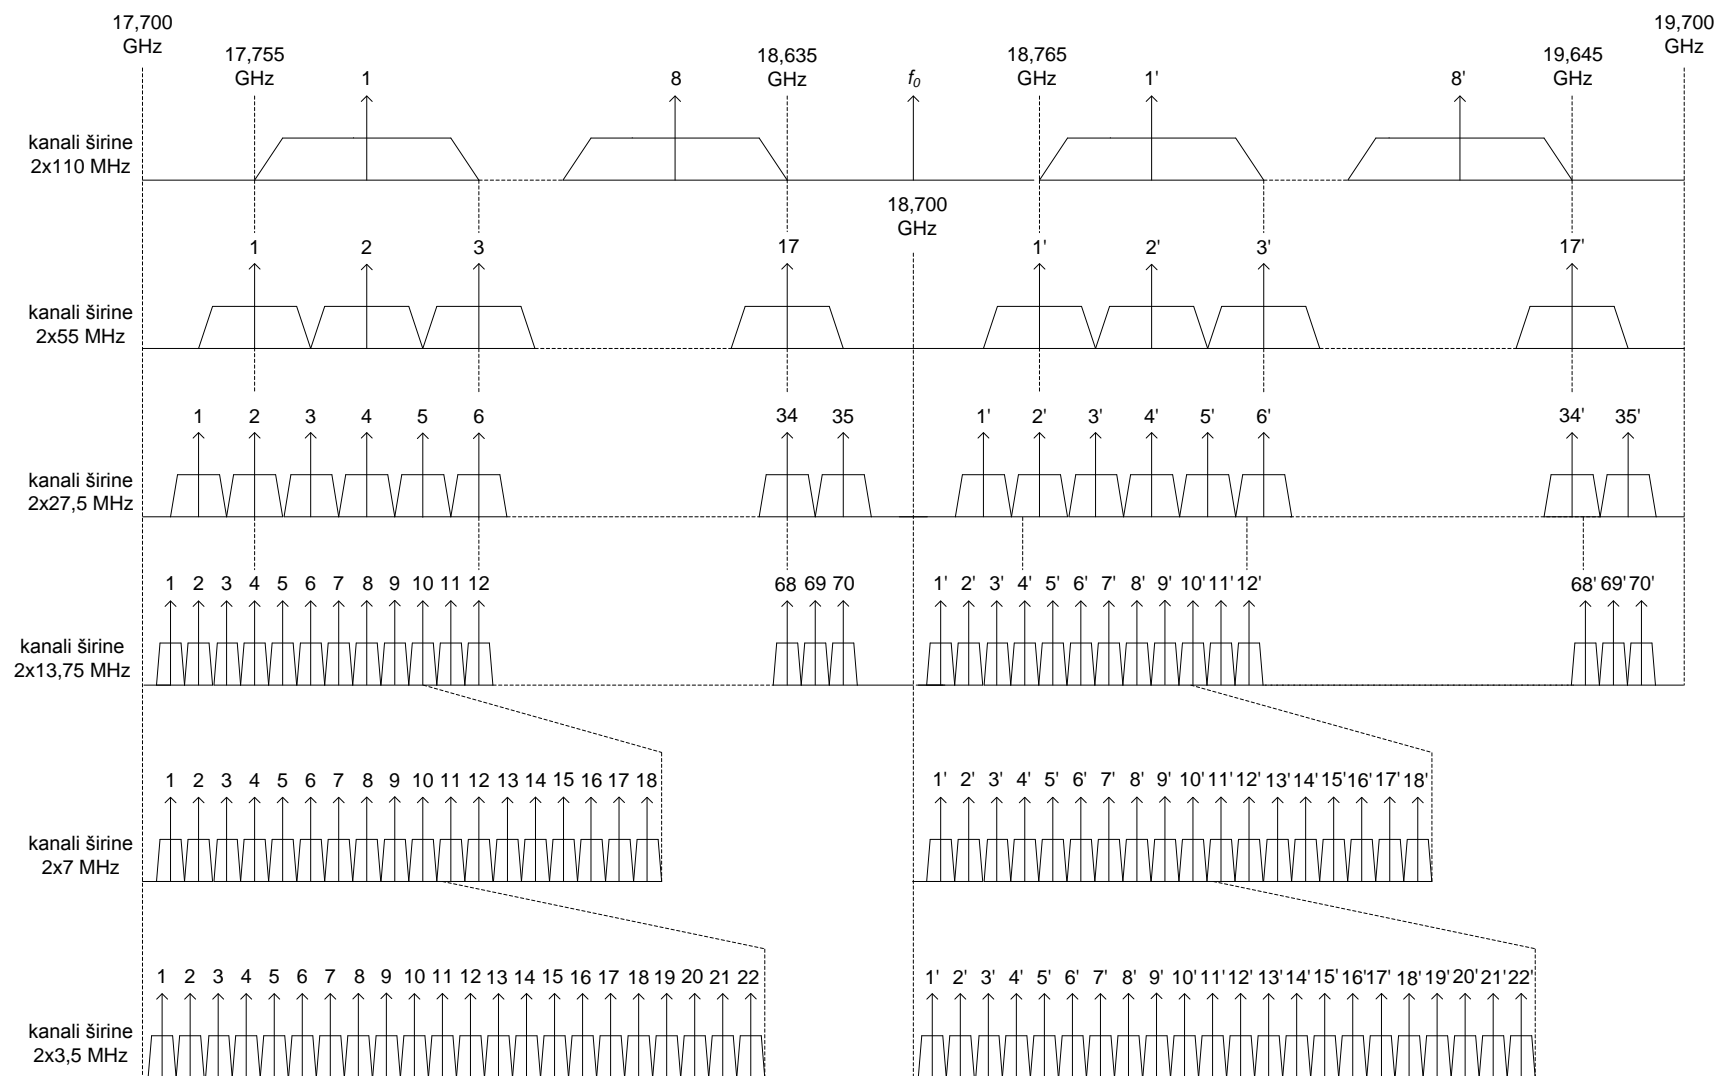 17,700
GHz
19,700
GHz
17,755
GHz
1
8
18,635
GHz
f0
18,765
GHz
1'
8'
19,645
GHz
kanali širine
2x110 MHz
18,700
GHz
1 2 3 17 1' 2' 3' 17'
kanali širine
2x55 MHz
1 2 3 4 5 6 34 35 1' 2' 3' 4' 5' 6' 34' 35'
kanali širine
2x27,5 MHz
1 2 3 4 5 6 7 8 9 10 11 12 68 69 70 1' 2' 3' 4' 5' 6' 7' 8' 9' 10' 11' 12' 68' 69' 70'
kanali širine
2x13,75 MHz
1 2 3 4 5 6 7 8 9 10 11 12 13 14 15 16 17 18 1' 2' 3' 4' 5' 6' 7' 8' 9' 10' 11' 12' 13' 14' 15' 16' 17' 18'
kanali širine
2x7 MHz
1 2 3 4 5 6 7 8 9 10 11 12 13 14 15 16 17 18 19 20 21 22 1' 2' 3' 4' 5' 6' 7' 8' 9' 10' 11' 12' 13' 14' 15' 16' 17' 18' 19' 20' 21' 22'
kanali širine
2x3,5 MHz